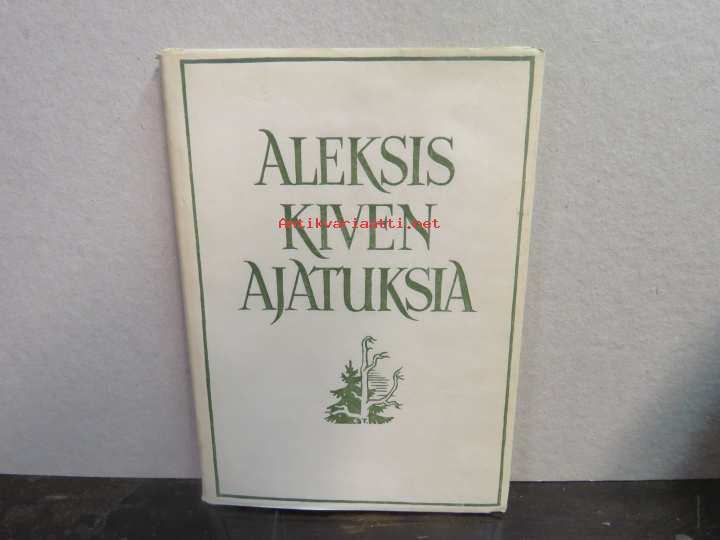 ALEKSIS
Antikvariaatti.net
KIVEN
AJATUKSIA